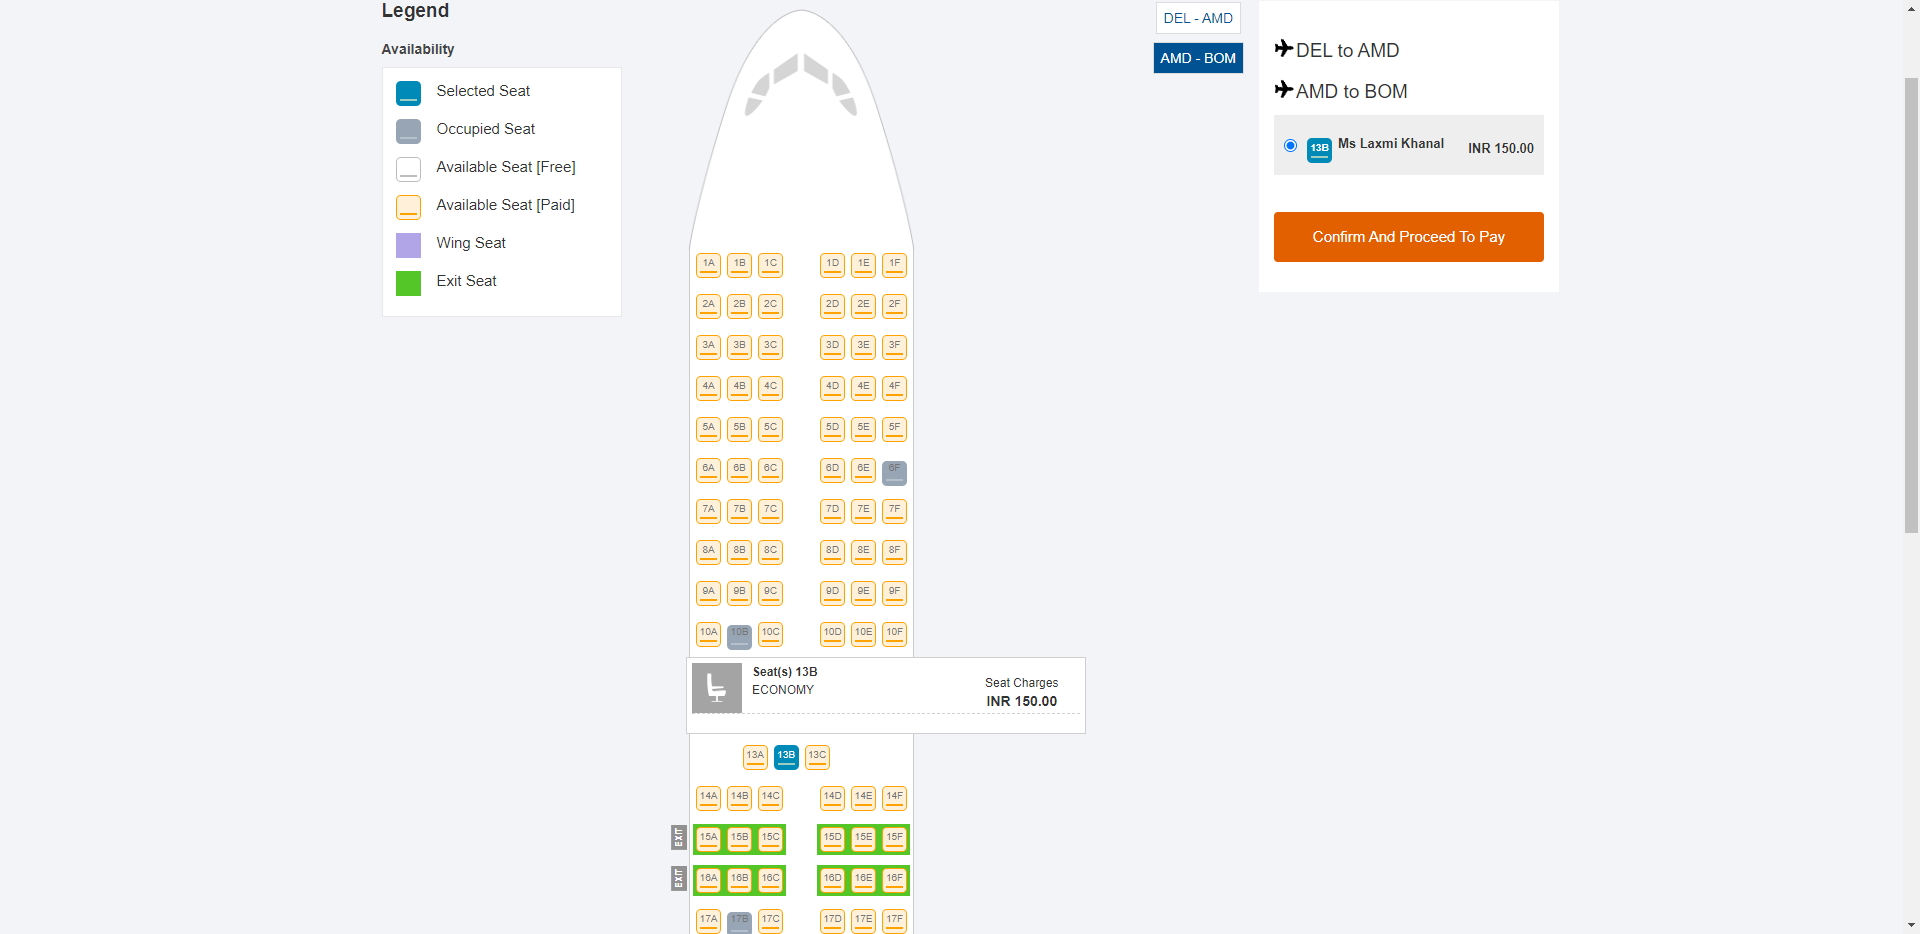 Legend
Availability
Selected Seat
Occupied Seat
Available Seat [Free]
Available Seat [Paid]
Wing Seat
Exit Seat
1A 1B 1C 1D 1E 1F
2A 2B 2C 2D 2E 2F
3A 3B 3C 3D 3E 3F
4A 4B 4C 4D 4E 4F
5A 5B 5C 5D 5E 5F
6A 6B 6C 6D 6E 6F
7A 7B 7C 7D 7E 7F
8A 8B 8C 8D 8E 8F
9A 9B 9C 9D 9E 9F
10A 10B 10C 10D 10E 10F
Seat(s) 13B
ECONOMY
Seat Charges
INR 150.00
13A 13B 13C
14A 14B 14C 14D 14E 14F
EXIT 15A 15B 15C 15D 15E 15F
EXIT 16A 16B 16C 16D 16E 16F
17A 17B 17C 17D 17E 17F
DEL - AMD
AMD - BOM
DEL to AMD
AMD to BOM
13B Ms Laxmi Khanal INR 150.00
Confirm And Proceed To Pay